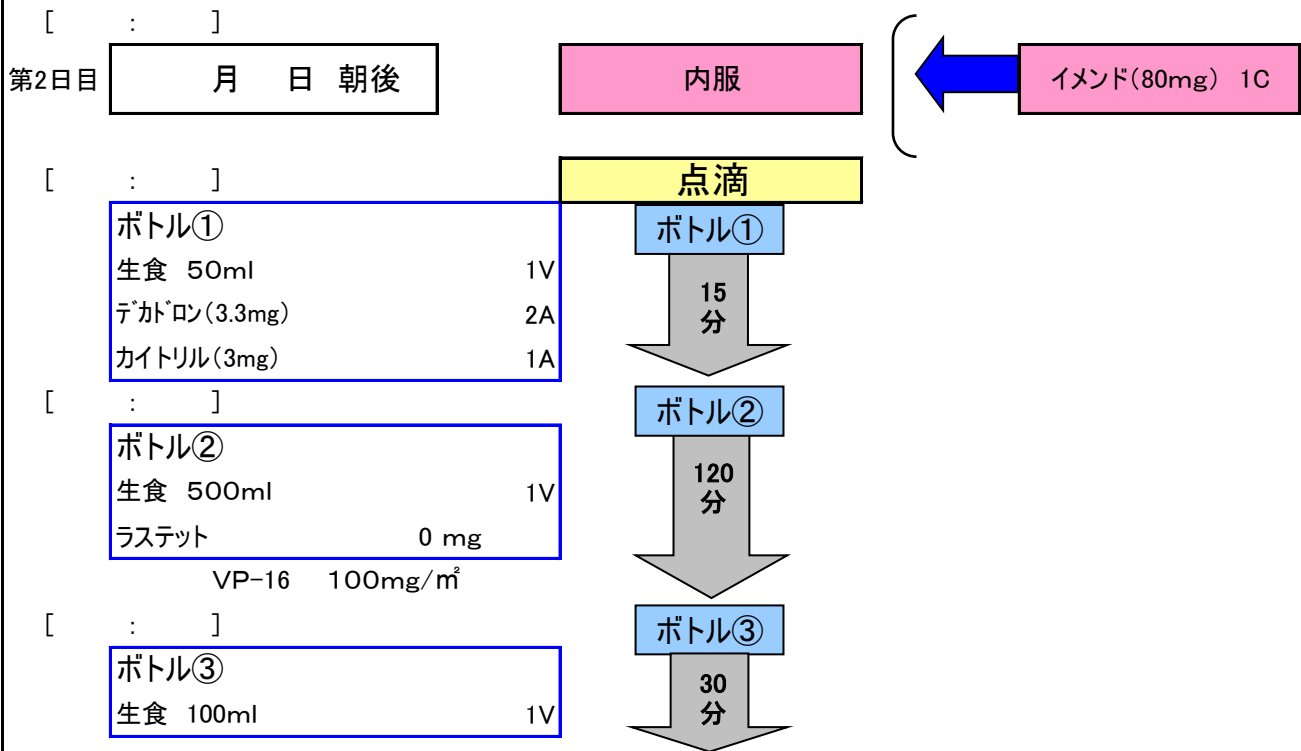 [ : ]
第2日目 月 日 朝後 内服 イメンド(80mg) 1C
[ : ] 点滴
ボトル① ボトル①
生食 50ml 1V
デカドロン(3.3mg) 2A
15
分
カイトリル(3mg) 1A
[ : ] ボトル②
ボトル②
生食 500ml 1V
120
分
ラステット 0 mg
VP-16 100mg/㎡
[ : ] ボトル③
ボトル③
生食 100ml 1V
30
分